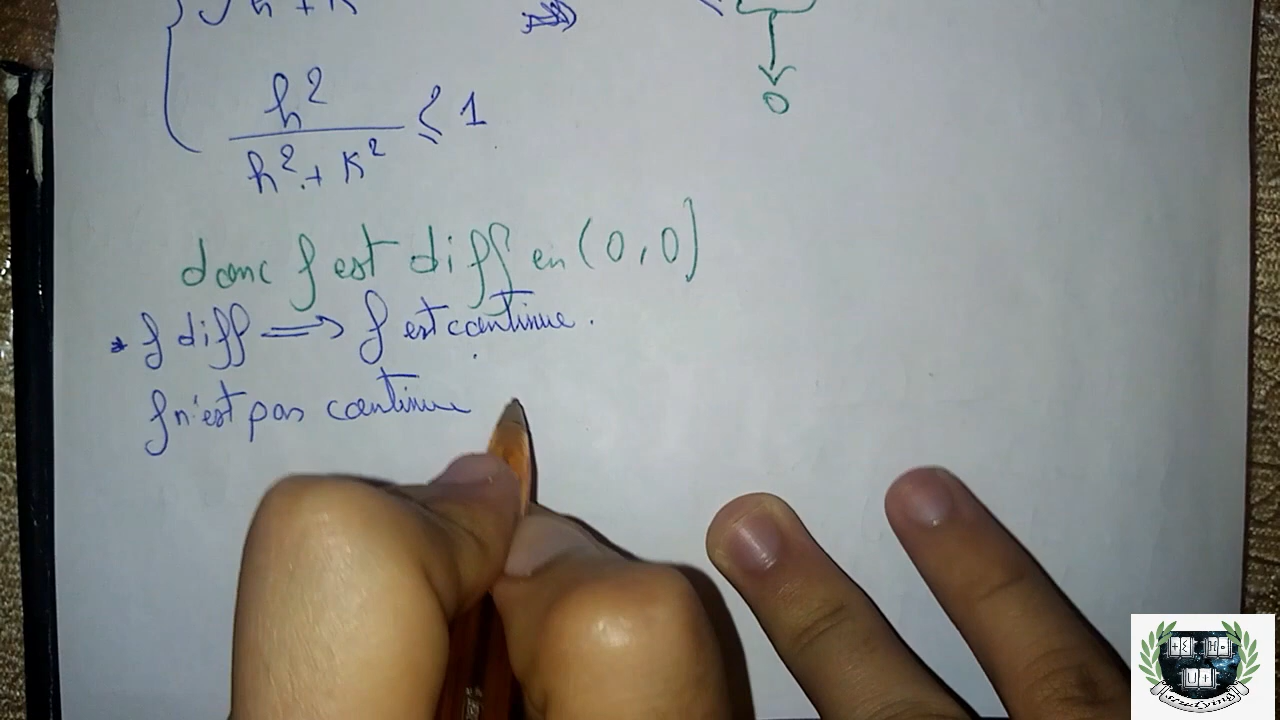 h² / (h² + k²) ⩽ 1
0
donc f est diff en (0,0)
* f diff ⟹ f est continue.
f n'est pas continue